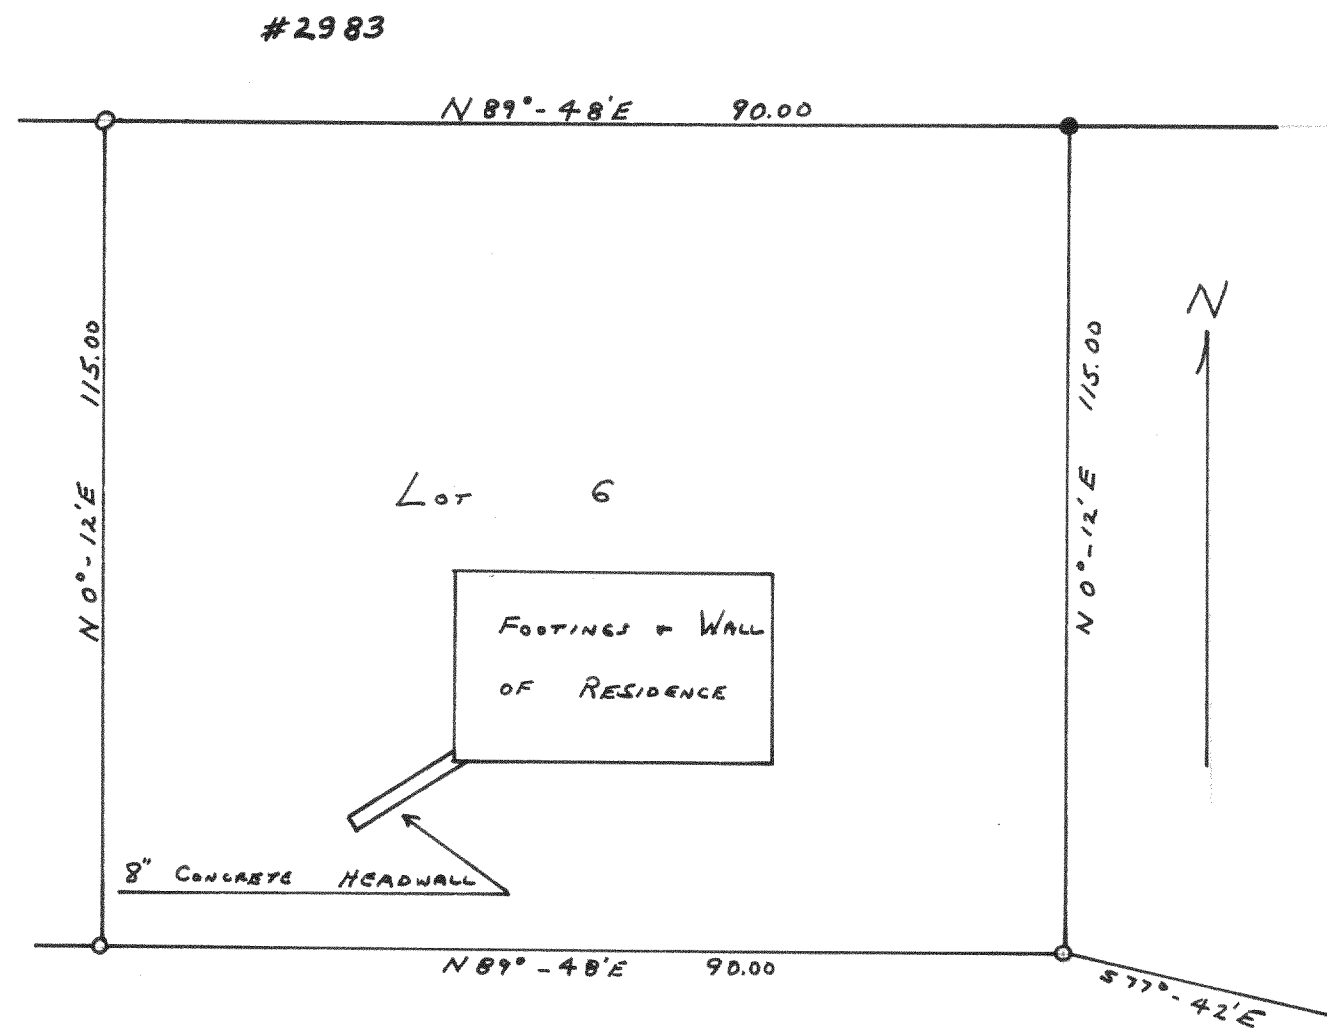 #2983
N 89°-48'E 90.00
N 0°-12'E 115.00
N 0°-12'E 115.00
N
LOT 6
FOOTINGS & WALL
OF RESIDENCE
8" CONCRETE HEADWALL
N 89°-48'E 90.00
S 77°-42'E